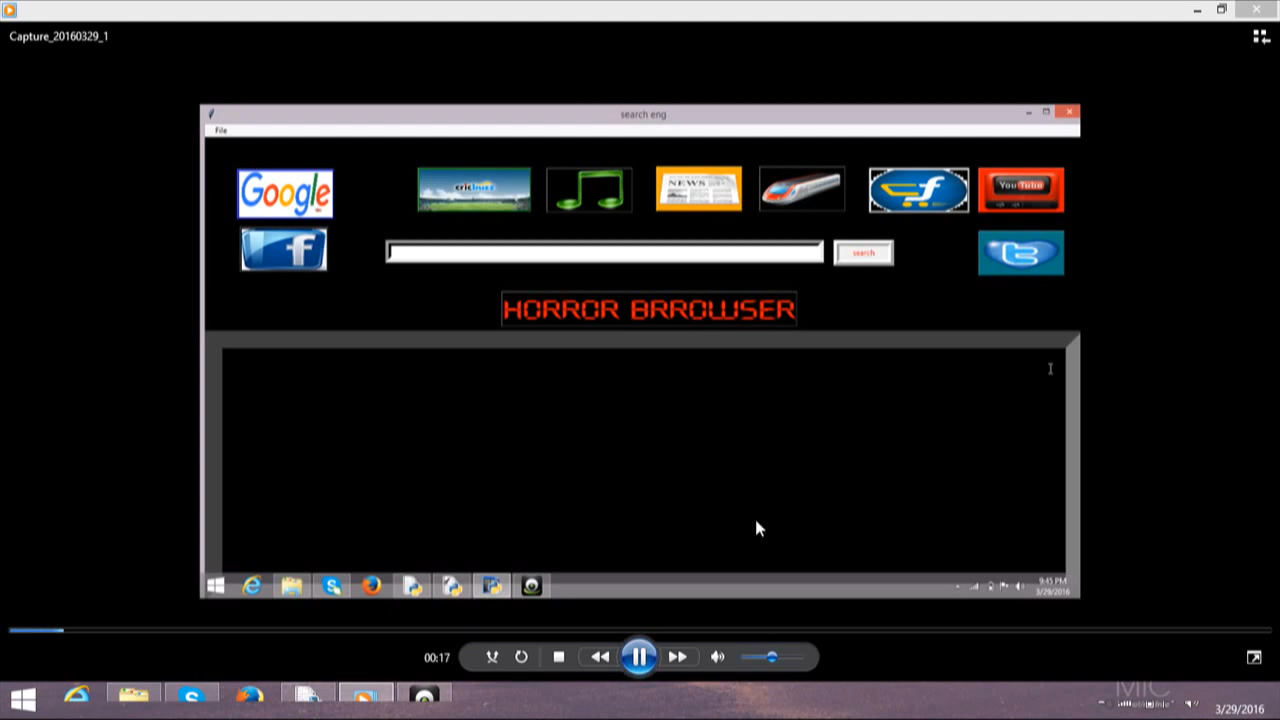 Capture_20160329_1
search eng
File
Google
cricbuzz
NEWS
f
YouTube
f
search
t
HORROR BRROWSER
9:45 PM
3/29/2016
00:17
MIC
3/29/2016